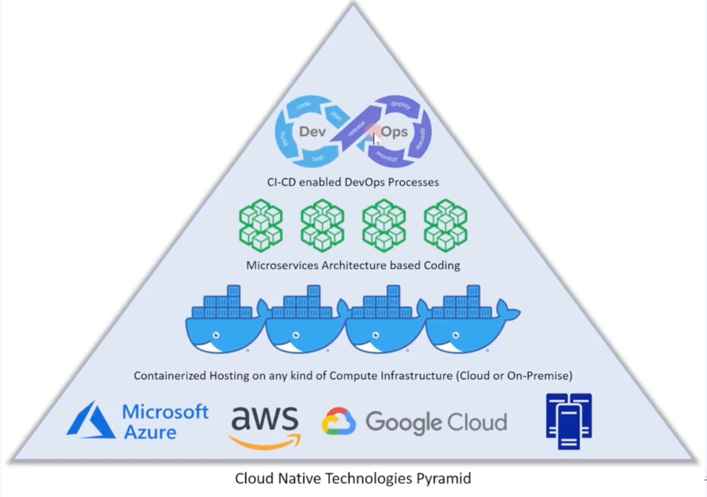 code
plan
Dev
build
test
release
deploy
Ops
operate
monitor
CI-CD enabled DevOps Processes
Microservices Architecture based Coding
Containerized Hosting on any kind of Compute Infrastructure (Cloud or On-Premise)
Microsoft
Azure
aws
Google Cloud
Cloud Native Technologies Pyramid